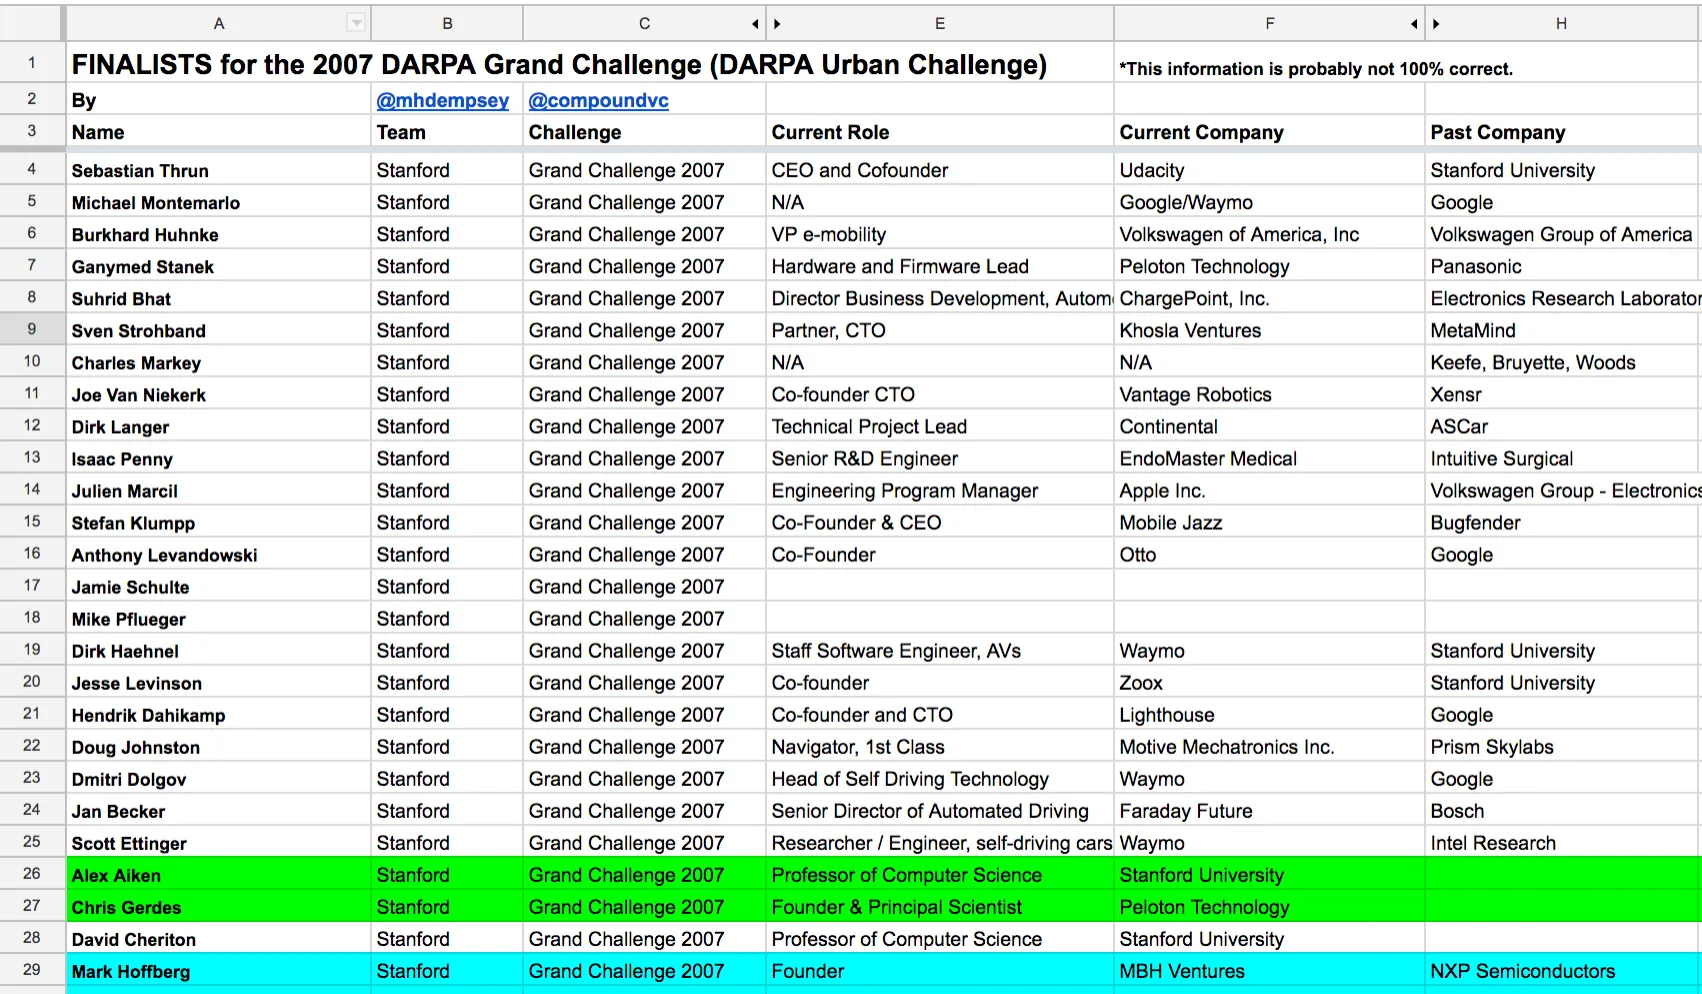 A B C E F H
1 FINALISTS for the 2007 DARPA Grand Challenge (DARPA Urban Challenge) *This information is probably not 100% correct.
2 By @mhdempsey @compoundvc
3 Name Team Challenge Current Role Current Company Past Company
4 Sebastian Thrun Stanford Grand Challenge 2007 CEO and Cofounder Udacity Stanford University
5 Michael Montemarlo Stanford Grand Challenge 2007 N/A Google/Waymo Google
6 Burkhard Huhnke Stanford Grand Challenge 2007 VP e-mobility Volkswagen of America, Inc Volkswagen Group of America
7 Ganymed Stanek Stanford Grand Challenge 2007 Hardware and Firmware Lead Peloton Technology Panasonic
8 Suhrid Bhat Stanford Grand Challenge 2007 Director Business Development, Autom ChargePoint, Inc. Electronics Research Laborator
9 Sven Strohband Stanford Grand Challenge 2007 Partner, CTO Khosla Ventures MetaMind
10 Charles Markey Stanford Grand Challenge 2007 N/A N/A Keefe, Bruyette, Woods
11 Joe Van Niekerk Stanford Grand Challenge 2007 Co-founder CTO Vantage Robotics Xensr
12 Dirk Langer Stanford Grand Challenge 2007 Technical Project Lead Continental ASCar
13 Isaac Penny Stanford Grand Challenge 2007 Senior R&D Engineer EndoMaster Medical Intuitive Surgical
14 Julien Marcil Stanford Grand Challenge 2007 Engineering Program Manager Apple Inc. Volkswagen Group - Electronics
15 Stefan Klumpp Stanford Grand Challenge 2007 Co-Founder & CEO Mobile Jazz Bugfender
16 Anthony Levandowski Stanford Grand Challenge 2007 Co-Founder Otto Google
17 Jamie Schulte Stanford Grand Challenge 2007
18 Mike Pflueger Stanford Grand Challenge 2007
19 Dirk Haehnel Stanford Grand Challenge 2007 Staff Software Engineer, AVs Waymo Stanford University
20 Jesse Levinson Stanford Grand Challenge 2007 Co-founder Zoox Stanford University
21 Hendrik Dahikamp Stanford Grand Challenge 2007 Co-founder and CTO Lighthouse Google
22 Doug Johnston Stanford Grand Challenge 2007 Navigator, 1st Class Motive Mechatronics Inc. Prism Skylabs
23 Dmitri Dolgov Stanford Grand Challenge 2007 Head of Self Driving Technology Waymo Google
24 Jan Becker Stanford Grand Challenge 2007 Senior Director of Automated Driving Faraday Future Bosch
25 Scott Ettinger Stanford Grand Challenge 2007 Researcher / Engineer, self-driving cars Waymo Intel Research
26 Alex Aiken Stanford Grand Challenge 2007 Professor of Computer Science Stanford University
27 Chris Gerdes Stanford Grand Challenge 2007 Founder & Principal Scientist Peloton Technology
28 David Cheriton Stanford Grand Challenge 2007 Professor of Computer Science Stanford University
29 Mark Hoffberg Stanford Grand Challenge 2007 Founder MBH Ventures NXP Semiconductors